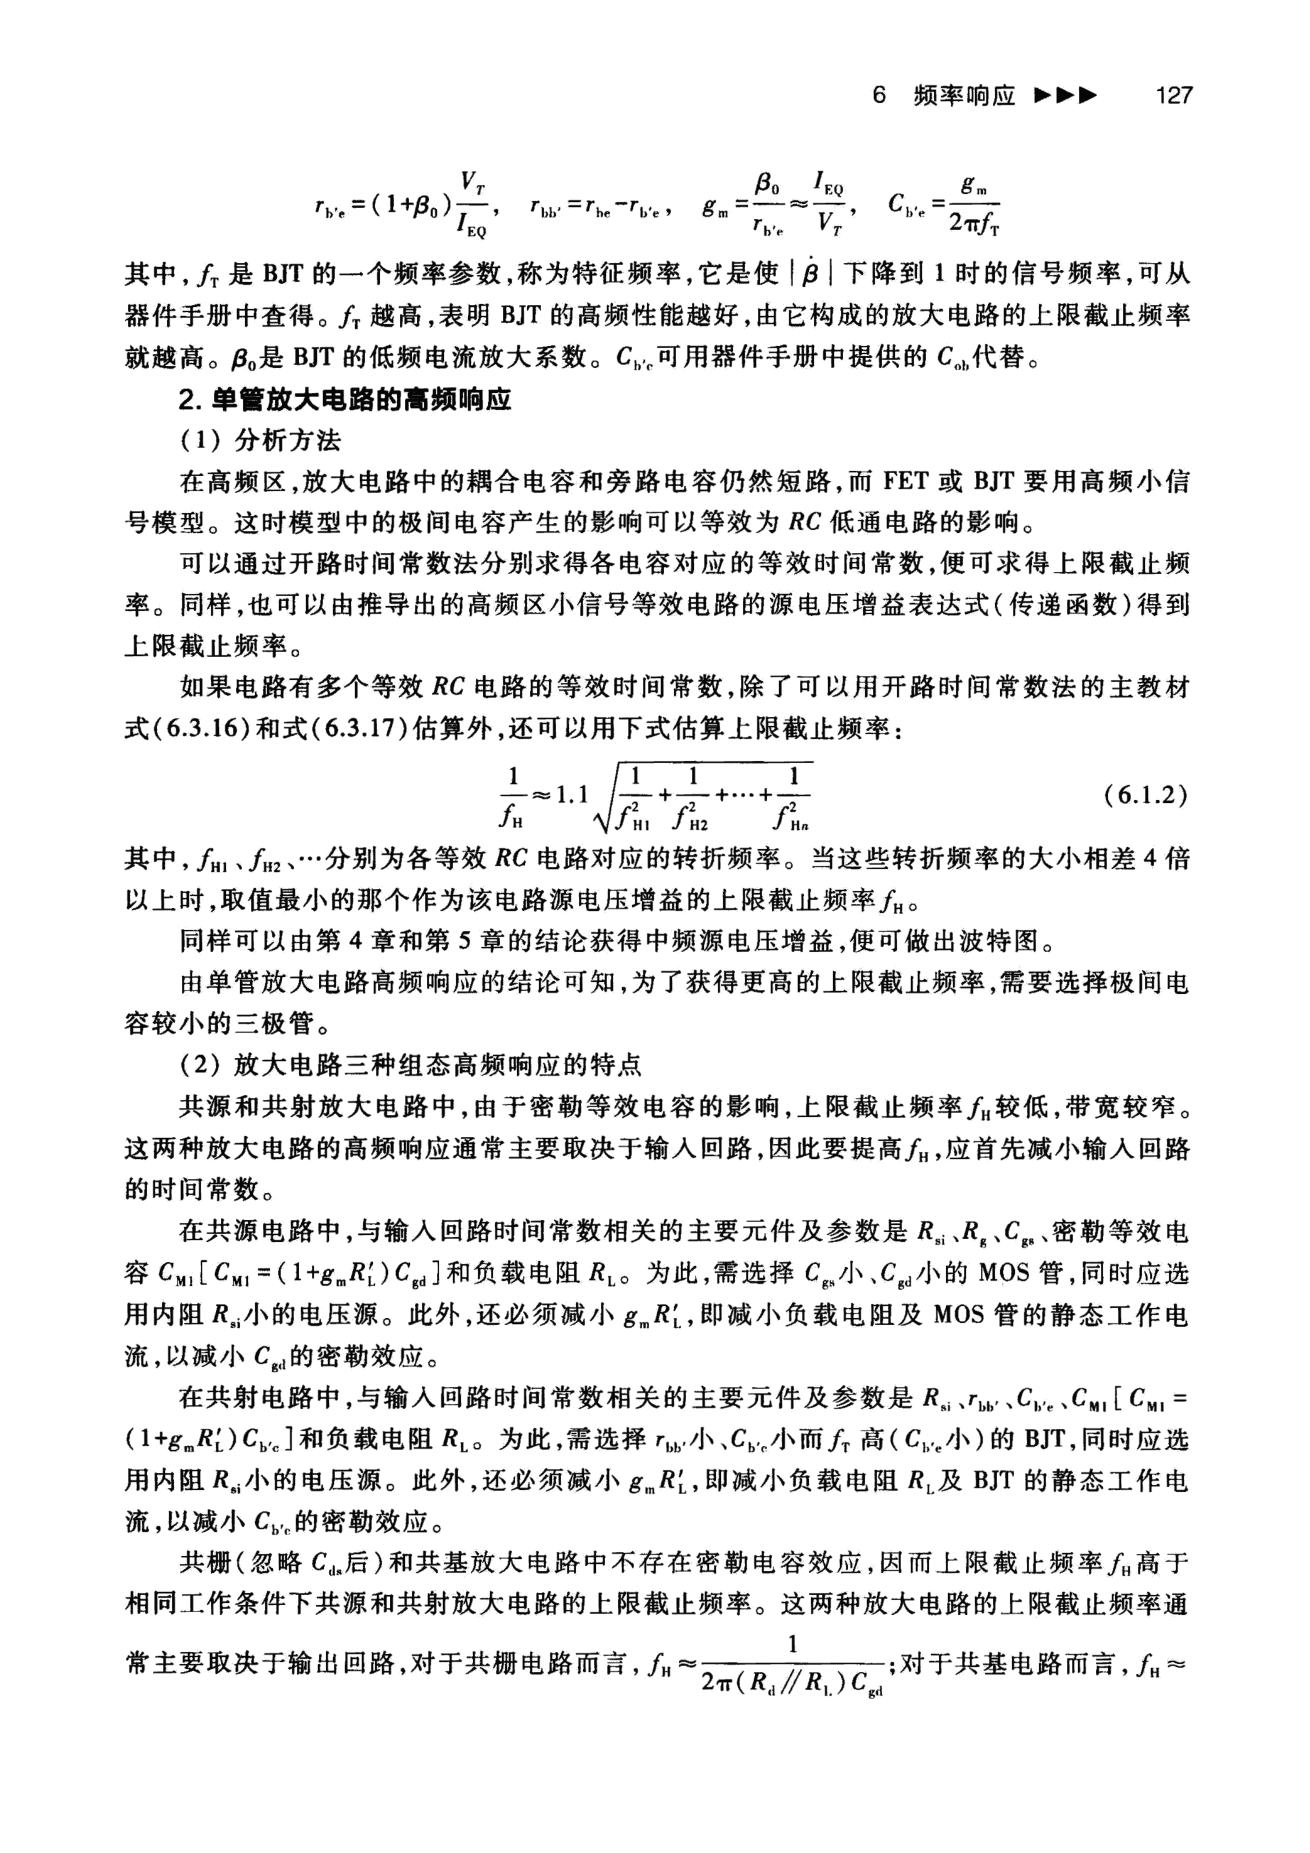 6 频率响应 ▶▶▶ 127
r_{b'e}=(1+β_0)\frac{V_T}{I_{EQ}}, r_{bb'}=r_{be}-r_{b'e}, g_m=\frac{β_0}{r_{b'e}}≈\frac{I_{EQ}}{V_T}, C_{b'e}=\frac{g_m}{2πf_T}
其中,f_T 是 BJT 的一个频率参数,称为特征频率,它是使|\dot{β}|下降到 1 时的信号频率,可从
器件手册中查得。f_T 越高,表明 BJT 的高频性能越好,由它构成的放大电路的上限截止频率
就越高。β_0是 BJT 的低频电流放大系数。C_{b'c}可用器件手册中提供的 C_{ob}代替。
2. 单管放大电路的高频响应
(1) 分析方法
在高频区,放大电路中的耦合电容和旁路电容仍然短路,而 FET 或 BJT 要用高频小信
号模型。这时模型中的极间电容产生的影响可以等效为 RC 低通电路的影响。
可以通过开路时间常数法分别求得各电容对应的等效时间常数,便可求得上限截止频
率。同样,也可以由推导出的高频区小信号等效电路的源电压增益表达式(传递函数)得到
上限截止频率。
如果电路有多个等效 RC 电路的等效时间常数,除了可以用开路时间常数法的主教材
式(6.3.16)和式(6.3.17)估算外,还可以用下式估算上限截止频率:
\frac{1}{f_H}≈1.1\sqrt{\frac{1}{f_{H1}^2}+\frac{1}{f_{H2}^2}+⋯+\frac{1}{f_{Hn}^2}} (6.1.2)
其中,f_{H1}、f_{H2}、⋯分别为各等效 RC 电路对应的转折频率。当这些转折频率的大小相差 4 倍
以上时,取值最小的那个作为该电路源电压增益的上限截止频率 f_H。
同样可以由第 4 章和第 5 章的结论获得中频源电压增益,便可做出波特图。
由单管放大电路高频响应的结论可知,为了获得更高的上限截止频率,需要选择极间电
容较小的三极管。
(2) 放大电路三种组态高频响应的特点
共源和共射放大电路中,由于密勒等效电容的影响,上限截止频率 f_H较低,带宽较窄。
这两种放大电路的高频响应通常主要取决于输入回路,因此要提高 f_H,应首先减小输入回路
的时间常数。
在共源电路中,与输入回路时间常数相关的主要元件及参数是 R_{si}、R_g、C_{gs}、密勒等效电
容 C_{M1}[C_{M1}=(1+g_mR'_L)C_{gd}]和负载电阻 R_L。为此,需选择 C_{gs}小、C_{gd}小的 MOS 管,同时应选
用内阻 R_{si}小的电压源。此外,还必须减小 g_mR'_L,即减小负载电阻及 MOS 管的静态工作电
流,以减小 C_{gd}的密勒效应。
在共射电路中,与输入回路时间常数相关的主要元件及参数是 R_{si}、r_{bb'}、C_{b'e}、C_{M1}[C_{M1}=
(1+g_mR'_L)C_{b'c}]和负载电阻 R_L。为此,需选择 r_{bb'}小、C_{b'c}小而 f_T 高(C_{b'e}小)的 BJT,同时应选
用内阻 R_{si}小的电压源。此外,还必须减小 g_mR'_L,即减小负载电阻 R_L及 BJT 的静态工作电
流,以减小 C_{b'c}的密勒效应。
共栅(忽略 C_{ds}后)和共基放大电路中不存在密勒电容效应,因而上限截止频率 f_H高于
相同工作条件下共源和共射放大电路的上限截止频率。这两种放大电路的上限截止频率通
常主要取决于输出回路,对于共栅电路而言,f_H≈\frac{1}{2π(R_d∥R_L)C_{gd}};对于共基电路而言,f_H≈